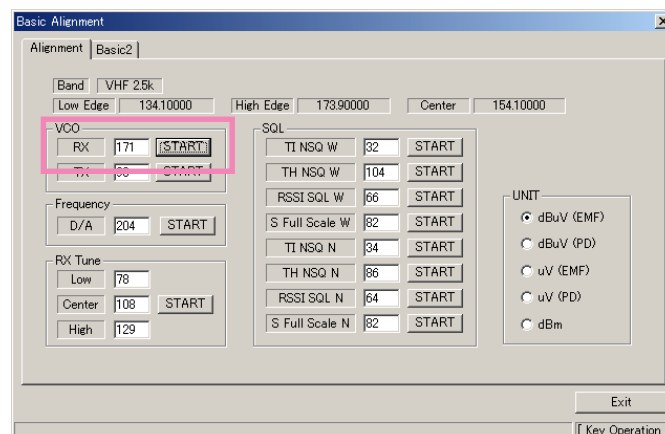 Basic Alignment
Alignment Basic2
Band VHF 2.5k
Low Edge 134.10000 High Edge 173.90000 Center 154.10000
VCO
RX 171 (START)
TX START
Frequency
D/A 204 START
RX Tune
Low 78
Center 108 START
High 129
SQL
TI NSQ W 32 START
TH NSQ W 104 START
RSSI SQL W 66 START
S Full Scale W 82 START
TI NSQ N 34 START
TH NSQ N 86 START
RSSI SQL N 64 START
S Full Scale N 82 START
UNIT
dBuV (EMF)
dBuV (PD)
uV (EMF)
uV (PD)
dBm
Exit
[ Key Operation